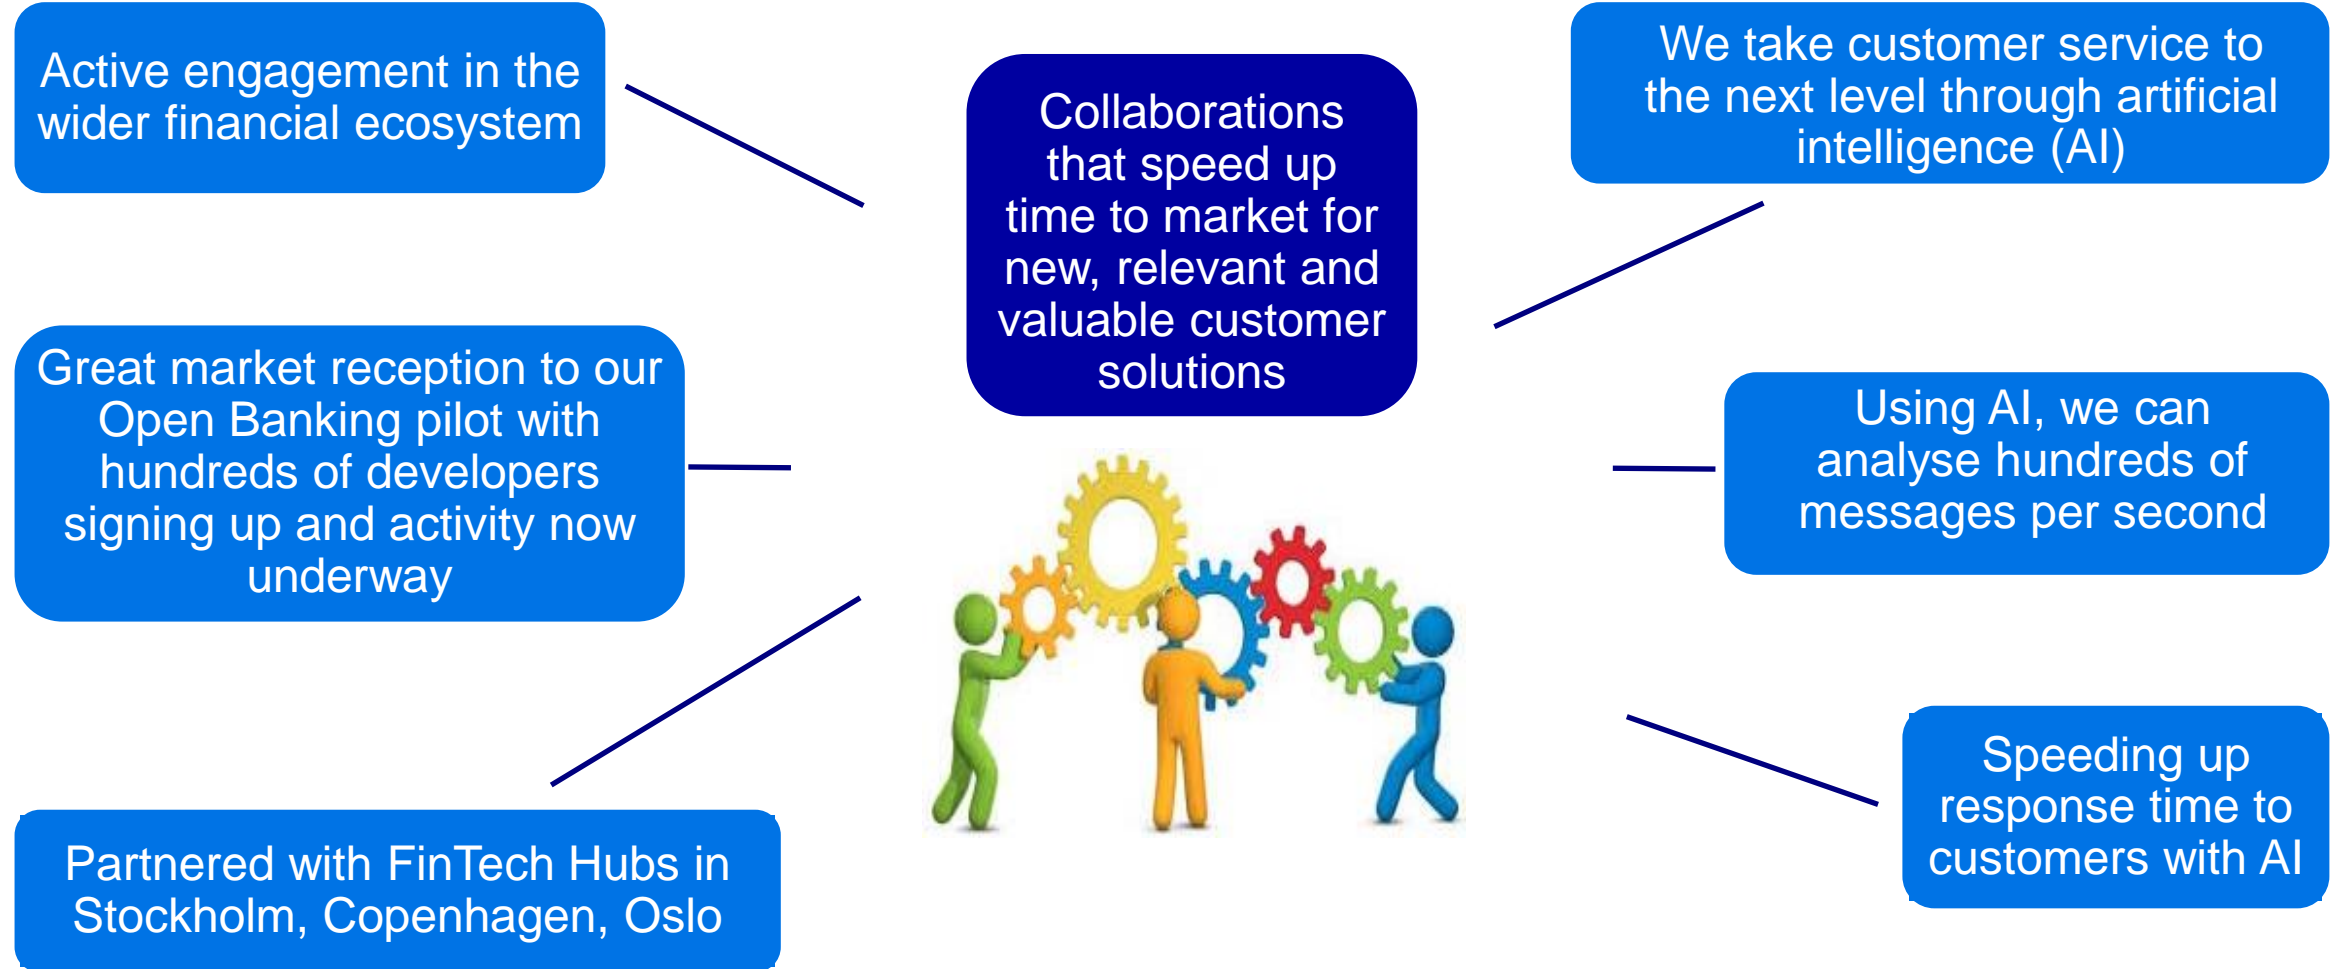 Active engagement in the
wider financial ecosystem
Great market reception to our
Open Banking pilot with
hundreds of developers
signing up and activity now
underway
Partnered with FinTech Hubs in
Stockholm, Copenhagen, Oslo
Collaborations
that speed up
time to market for
new, relevant and
valuable customer
solutions
We take customer service to
the next level through artificial
intelligence (AI)
Using AI, we can
analyse hundreds of
messages per second
Speeding up
response time to
customers with AI